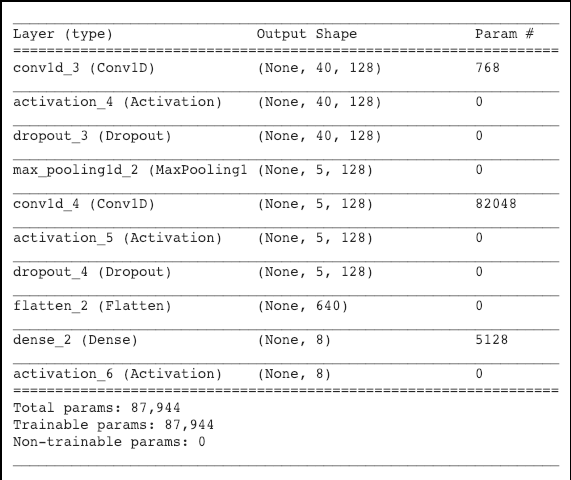 Layer (type) Output Shape Param #
conv1d_3 (Conv1D) (None, 40, 128) 768
activation_4 (Activation) (None, 40, 128) 0
dropout_3 (Dropout) (None, 40, 128) 0
max_pooling1d_2 (MaxPooling1 (None, 5, 128) 0
conv1d_4 (Conv1D) (None, 5, 128) 82048
activation_5 (Activation) (None, 5, 128) 0
dropout_4 (Dropout) (None, 5, 128) 0
flatten_2 (Flatten) (None, 640) 0
dense_2 (Dense) (None, 8) 5128
activation_6 (Activation) (None, 8) 0
Total params: 87,944
Trainable params: 87,944
Non-trainable params: 0